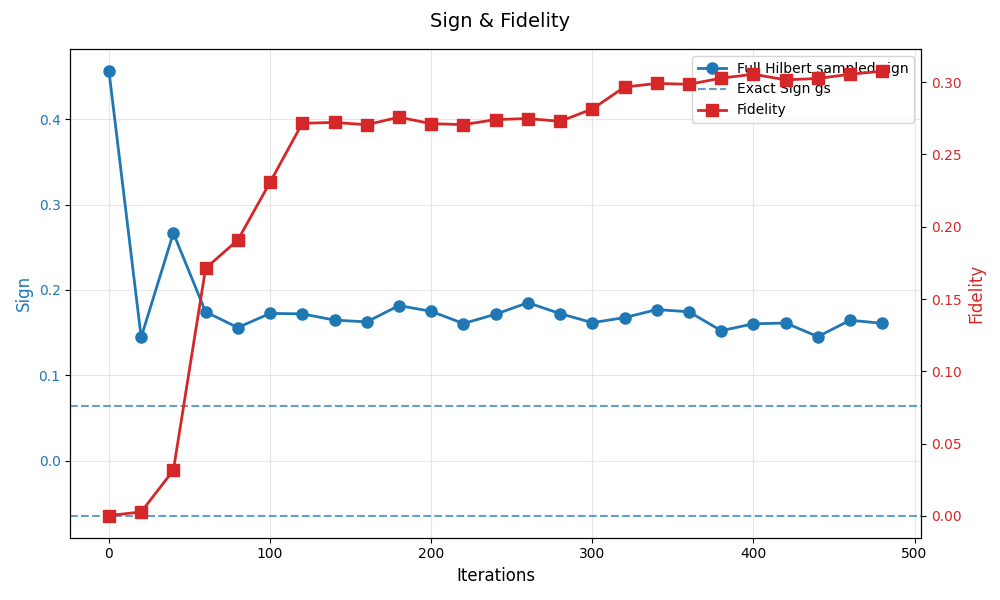 Sign & Fidelity
Full Hilbert sampled sign
Exact Sign gs
Fidelity
Sign
0.4
0.3
0.2
0.1
0.0
0.30
0.25
0.20
0.15
0.10
0.05
0.00
Fidelity
0
100
200
300
400
500
Iterations